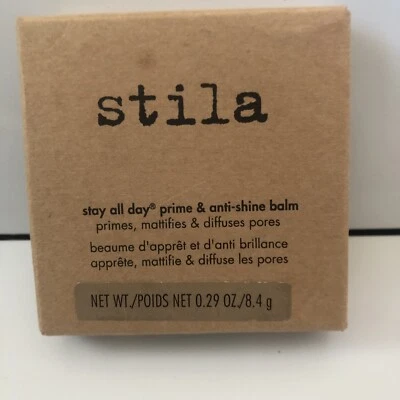 stila
stay all day® prime & anti-shine balm
primes, mattifies & diffuses pores
beaume d'apprêt et d'anti brillance
apprête, mattifie & diffuse les pores
NET WT./POIDS NET 0.29 OZ./8.4 g